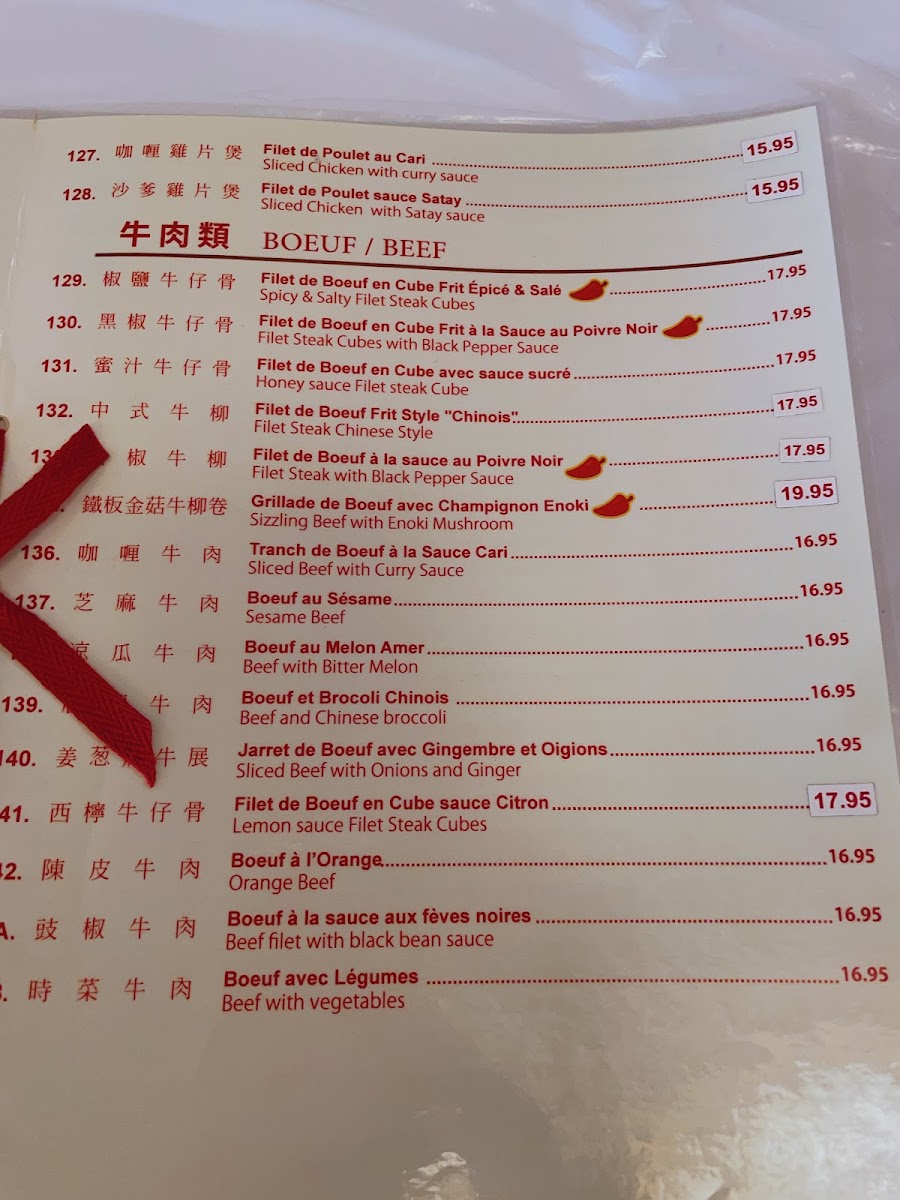 127. 咖喱雞片煲 Filet de Poulet au Cari 15.95
Sliced Chicken with curry sauce
128. 沙爹雞片煲 Filet de Poulet sauce Satay 15.95
Sliced Chicken with Satay sauce
牛肉類 BOEUF / BEEF
129. 椒鹽牛仔骨 Filet de Boeuf en Cube Frit Épicé & Salé 17.95
Spicy & Salty Filet Steak Cubes
130. 黑椒牛仔骨 Filet de Boeuf en Cube Frit à la Sauce au Poivre Noir 17.95
Filet Steak Cubes with Black Pepper Sauce
131. 蜜汁牛仔骨 Filet de Boeuf en Cube avec sauce sucré 17.95
Honey sauce Filet steak Cube
132. 中式牛柳 Filet de Boeuf Frit Style "Chinois" 17.95
Filet Steak Chinese Style
椒牛柳 Filet de Boeuf à la sauce au Poivre Noir 17.95
Filet Steak with Black Pepper Sauce
鐵板金菇牛柳卷 Grillade de Boeuf avec Champignon Enoki 19.95
Sizzling Beef with Enoki Mushroom
136. 咖喱牛肉 Tranch de Boeuf à la Sauce Cari 16.95
Sliced Beef with Curry Sauce
137. 芝麻牛肉 Boeuf au Sésame 16.95
Sesame Beef
涼瓜牛肉 Boeuf au Melon Amer 16.95
Beef with Bitter Melon
139. 牛肉 Boeuf et Brocoli Chinois 16.95
Beef and Chinese broccoli
140. 姜葱 牛展 Jarret de Boeuf avec Gingembre et Oigions 16.95
Sliced Beef with Onions and Ginger
41. 西檸牛仔骨 Filet de Boeuf en Cube sauce Citron 17.95
Lemon sauce Filet Steak Cubes
42. 陳皮牛肉 Boeuf à l'Orange 16.95
Orange Beef
A. 豉椒牛肉 Boeuf à la sauce aux fèves noires 16.95
Beef filet with black bean sauce
時菜牛肉 Boeuf avec Légumes 16.95
Beef with vegetables